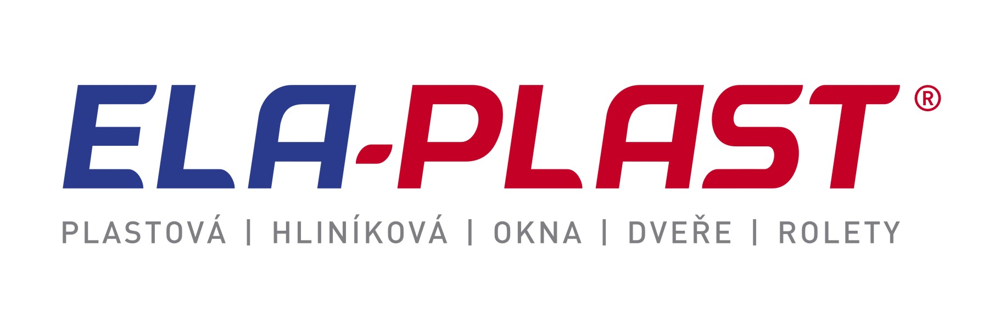 ELA-PLAST®
PLASTOVÁ | HLINÍKOVÁ | OKNA | DVEŘE | ROLETY